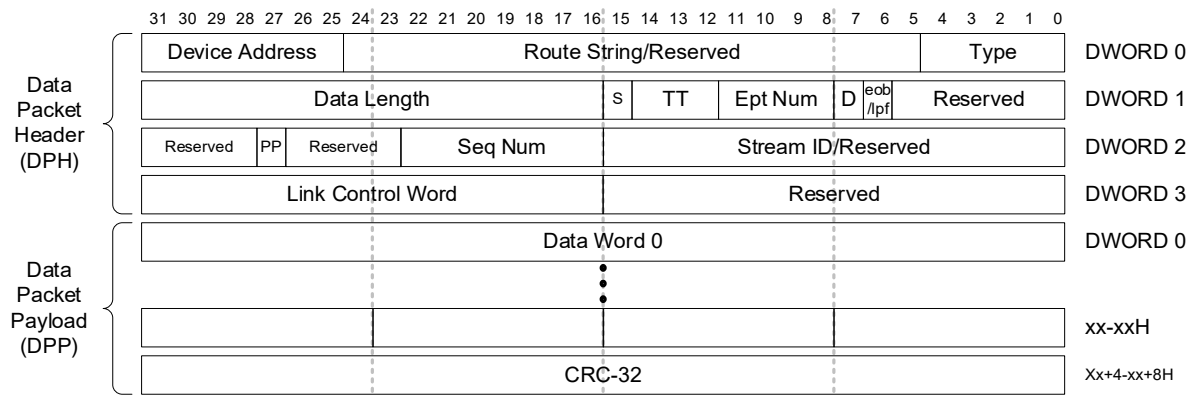 31 30 29 28 27 26 25 24 23 22 21 20 19 18 17 16 15 14 13 12 11 10 9 8 7 6 5 4 3 2 1 0
Device Address Route String/Reserved Type DWORD 0
Data
Packet
Header
(DPH)
Data Length S TT Ept Num D eob
/lpf Reserved DWORD 1
Reserved PP Reserved Seq Num Stream ID/Reserved DWORD 2
Link Control Word Reserved DWORD 3
Data Word 0 DWORD 0
Data
Packet
Payload
(DPP)
xx-xxH
CRC-32 Xx+4-xx+8H